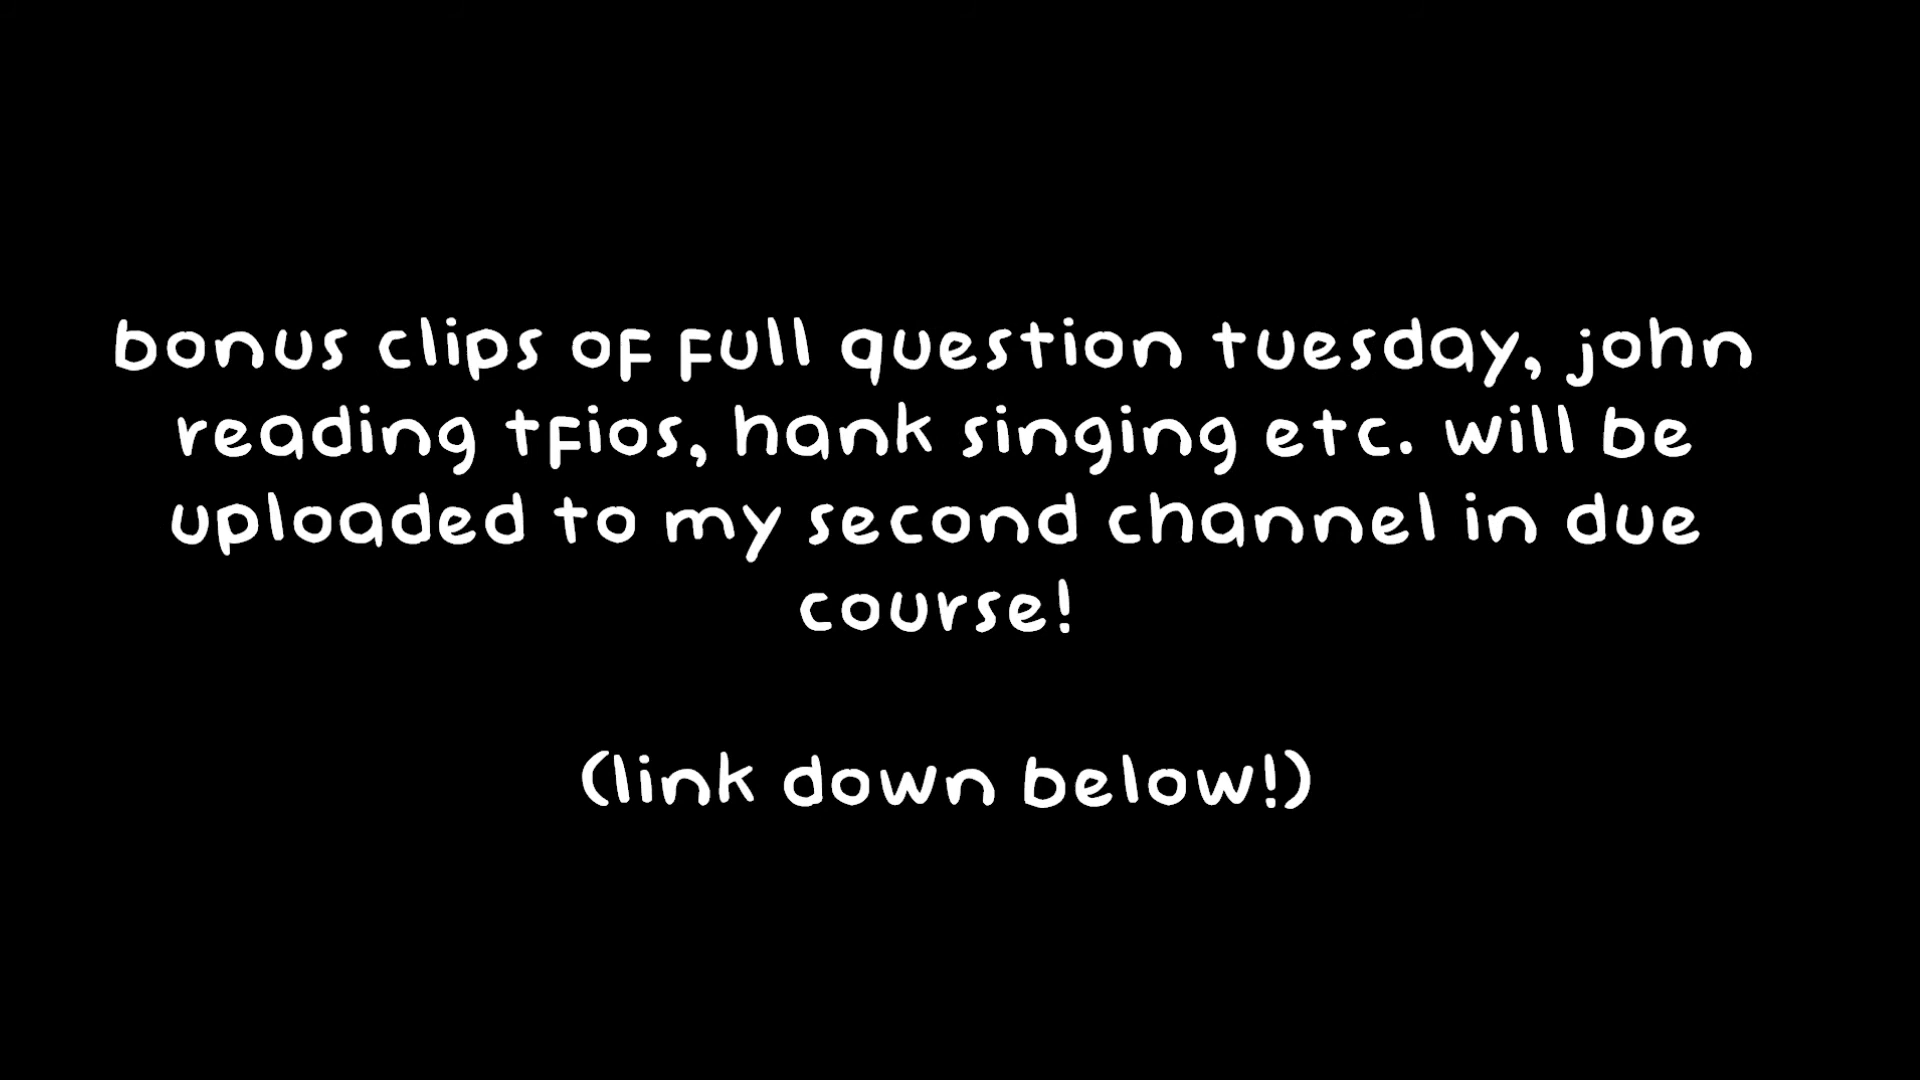 bonus clips of full question tuesday, john
reading tfios, hank singing etc. will be
uploaded to my second channel in due
course!
(link down below!)